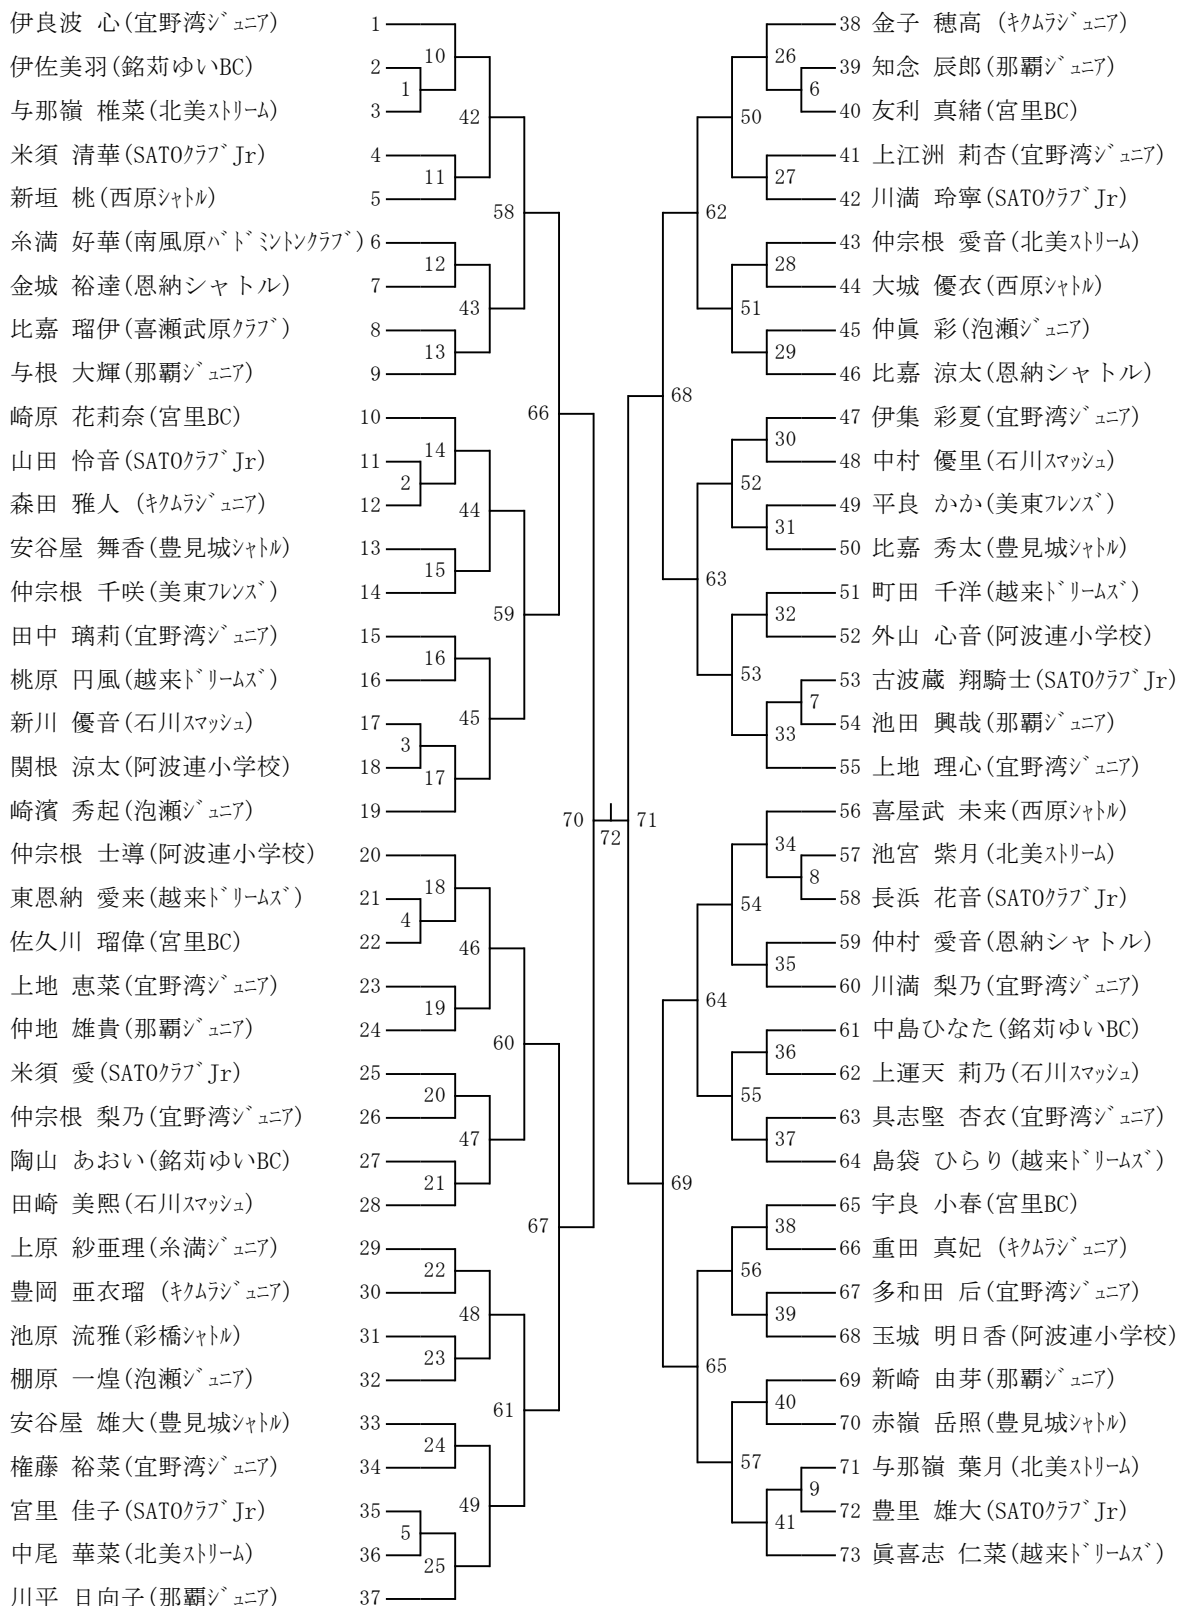 伊良波 心(宜野湾ｼﾞｭﾆｱ) 1
伊佐美羽(銘苅ゆいBC) 2
与那嶺 椎菜(北美ｽﾄﾘｰﾑ) 3
米須 清華(SATOｸﾗﾌﾞJr) 4
新垣 桃(西原ｼｬﾄﾙ) 5
糸満 好華(南風原ﾊﾞﾄﾞﾐﾝﾄﾝｸﾗﾌﾞ) 6
金城 裕達(恩納シャトル) 7
比嘉 瑠伊(喜瀬武原ｸﾗﾌﾞ) 8
与根 大輝(那覇ｼﾞｭﾆｱ) 9
崎原 花莉奈(宮里BC) 10
山田 怜音(SATOｸﾗﾌﾞJr) 11
森田 雅人 (ｷｸﾑﾗｼﾞｭﾆｱ) 12
安谷屋 舞香(豊見城ｼｬﾄﾙ) 13
仲宗根 千咲(美東ﾌﾚﾝｽﾞ) 14
田中 璃莉(宜野湾ｼﾞｭﾆｱ) 15
桃原 円風(越来ﾄﾞﾘｰﾑｽﾞ) 16
新川 優音(石川ｽﾏｯｼｭ) 17
関根 涼太(阿波連小学校) 18
崎濱 秀起(泡瀬ｼﾞｭﾆｱ) 19
仲宗根 士導(阿波連小学校) 20
東恩納 愛来(越来ﾄﾞﾘｰﾑｽﾞ) 21
佐久川 瑠偉(宮里BC) 22
上地 恵菜(宜野湾ｼﾞｭﾆｱ) 23
仲地 雄貴(那覇ｼﾞｭﾆｱ) 24
米須 愛(SATOｸﾗﾌﾞJr) 25
仲宗根 梨乃(宜野湾ｼﾞｭﾆｱ) 26
陶山 あおい(銘苅ゆいBC) 27
田崎 美熙(石川ｽﾏｯｼｭ) 28
上原 紗亜理(糸満ｼﾞｭﾆｱ) 29
豊岡 亜衣瑠 (ｷｸﾑﾗｼﾞｭﾆｱ) 30
池原 流雅(彩橋ｼｬﾄﾙ) 31
棚原 一煌(泡瀬ｼﾞｭﾆｱ) 32
安谷屋 雄大(豊見城ｼｬﾄﾙ) 33
権藤 裕菜(宜野湾ｼﾞｭﾆｱ) 34
宮里 佳子(SATOｸﾗﾌﾞJr) 35
中尾 華菜(北美ｽﾄﾘｰﾑ) 36
川平 日向子(那覇ｼﾞｭﾆｱ) 37
1
2
3
4
5
10
11
12
13
14
15
16
17
18
19
20
21
22
23
24
25
42
43
44
45
46
47
48
49
58
59
60
61
66
67
70
72
71
68
69
62
63
64
65
50
51
52
53
54
55
56
57
26
27
28
29
30
31
32
33
34
35
36
37
38
39
40
41
6
7
8
9
38 金子 穂高 (ｷｸﾑﾗｼﾞｭﾆｱ)
39 知念 辰郎(那覇ｼﾞｭﾆｱ)
40 友利 真緒(宮里BC)
41 上江洲 莉杏(宜野湾ｼﾞｭﾆｱ)
42 川満 玲寧(SATOｸﾗﾌﾞJr)
43 仲宗根 愛音(北美ｽﾄﾘｰﾑ)
44 大城 優衣(西原ｼｬﾄﾙ)
45 仲眞 彩(泡瀬ｼﾞｭﾆｱ)
46 比嘉 涼太(恩納シャトル)
47 伊集 彩夏(宜野湾ｼﾞｭﾆｱ)
48 中村 優里(石川ｽﾏｯｼｭ)
49 平良 かか(美東ﾌﾚﾝｽﾞ)
50 比嘉 秀太(豊見城ｼｬﾄﾙ)
51 町田 千洋(越来ﾄﾞﾘｰﾑｽﾞ)
52 外山 心音(阿波連小学校)
53 古波蔵 翔騎士(SATOｸﾗﾌﾞJr)
54 池田 興哉(那覇ｼﾞｭﾆｱ)
55 上地 理心(宜野湾ｼﾞｭﾆｱ)
56 喜屋武 未来(西原ｼｬﾄﾙ)
57 池宮 紫月(北美ｽﾄﾘｰﾑ)
58 長浜 花音(SATOｸﾗﾌﾞJr)
59 仲村 愛音(恩納シャトル)
60 川満 梨乃(宜野湾ｼﾞｭﾆｱ)
61 中島ひなた(銘苅ゆいBC)
62 上運天 莉乃(石川ｽﾏｯｼｭ)
63 具志堅 杏衣(宜野湾ｼﾞｭﾆｱ)
64 島袋 ひらり(越来ﾄﾞﾘｰﾑｽﾞ)
65 宇良 小春(宮里BC)
66 重田 真妃 (ｷｸﾑﾗｼﾞｭﾆｱ)
67 多和田 后(宜野湾ｼﾞｭﾆｱ)
68 玉城 明日香(阿波連小学校)
69 新崎 由芽(那覇ｼﾞｭﾆｱ)
70 赤嶺 岳照(豊見城ｼｬﾄﾙ)
71 与那嶺 葉月(北美ｽﾄﾘｰﾑ)
72 豊里 雄大(SATOｸﾗﾌﾞJr)
73 眞喜志 仁菜(越来ﾄﾞﾘｰﾑｽﾞ)